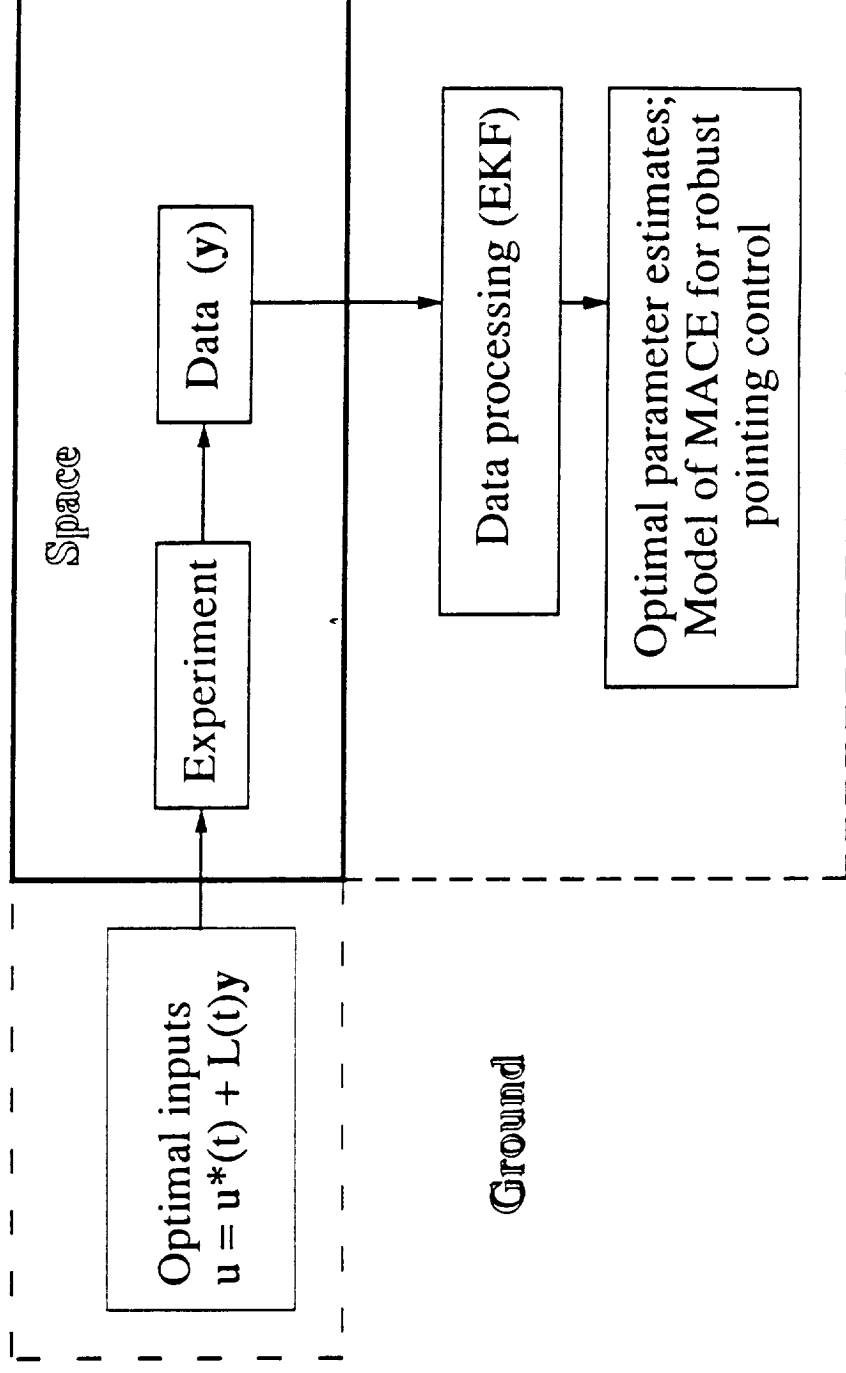 Space
Optimal inputs
u = u*(t) + L(t)y
Experiment
Data (y)
Ground
Data processing (EKF)
Optimal parameter estimates;
Model of MACE for robust
pointing control